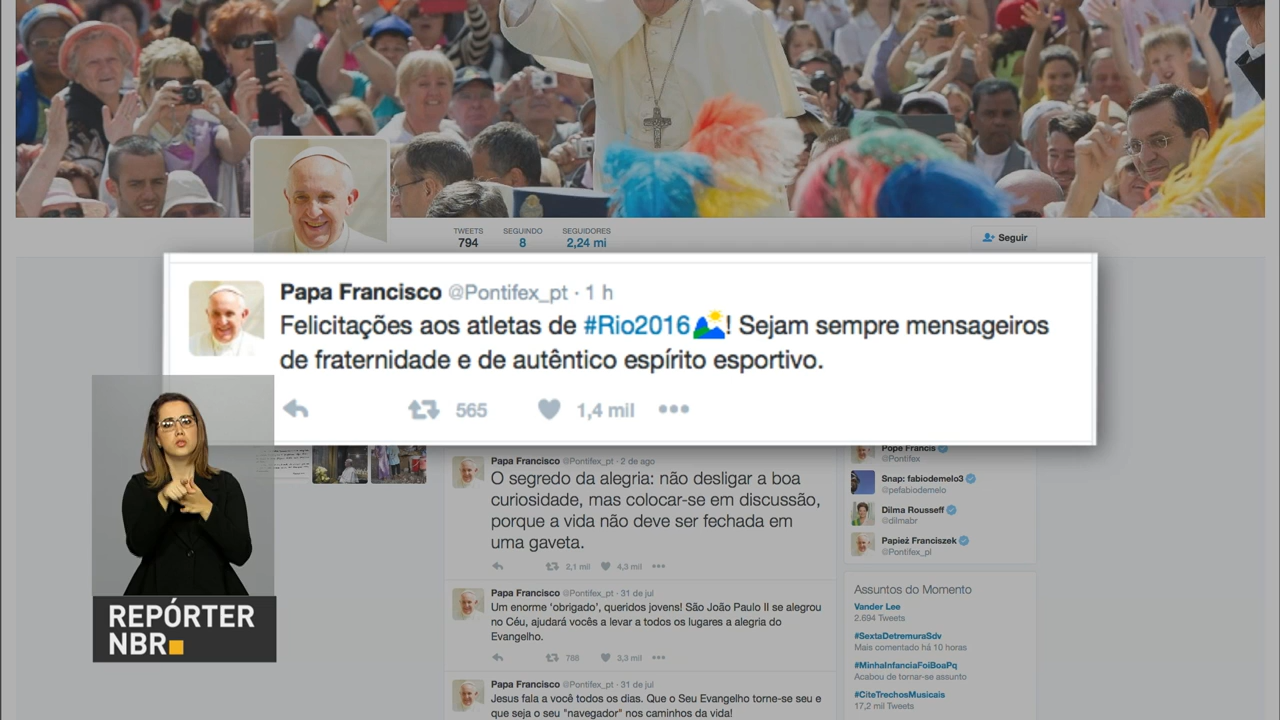 TWEETS SEGUINDO SEGUIDORES
794 8 2,24 mi
Seguir
Papa Francisco @Pontifex_pt · 1 h
Felicitações aos atletas de #Rio2016! Sejam sempre mensageiros
de fraternidade e de autêntico espírito esportivo.
565 1,4 mil
Papa Francisco @Pontifex_pt · 2 de ago
O segredo da alegria: não desligar a boa
curiosidade, mas colocar-se em discussão,
porque a vida não deve ser fechada em
uma gaveta.
2,1 mil 4,3 mil
Papa Francisco @Pontifex_pt · 31 de jul
Um enorme 'obrigado', queridos jovens! São João Paulo II se alegrou
no Céu, ajudará vocês a levar a todos os lugares a alegria do
Evangelho.
788 3,3 mil
Papa Francisco @Pontifex_pt · 31 de jul
Jesus fala a você todos os dias. Que o Seu Evangelho torne-se seu e
que seja o seu "navegador" nos caminhos da vida!
Pope Francis
@Pontifex
Snap: fabiodemelo3
@pefabiodemelo
Dilma Rousseff
@dilmabr
Papież Franciszek
@Pontifex_pl
Assuntos do Momento
Vander Lee
2.694 Tweets
#SextaDetremuraSdv
Mais comentado há 10 horas
#MinhaInfanciaFoiBoaPq
Acabou de tornar-se assunto
#CiteTrechosMusicais
17,2 mil Tweets
REPÓRTER
NBR